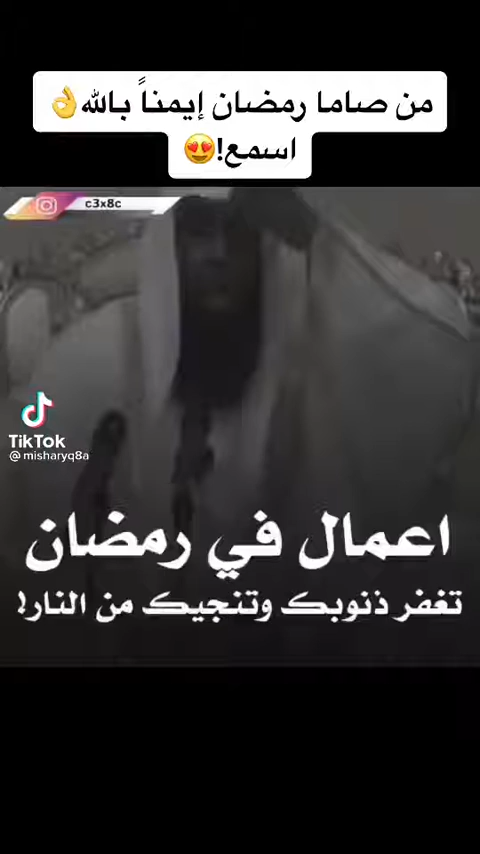 من صاما رمضان إيمناً بالله👌
اسمع!😍
c3x8c
TikTok
@misharyq8a
اعمال في رمضان
تغفر ذنوبك وتنجيك من النار!